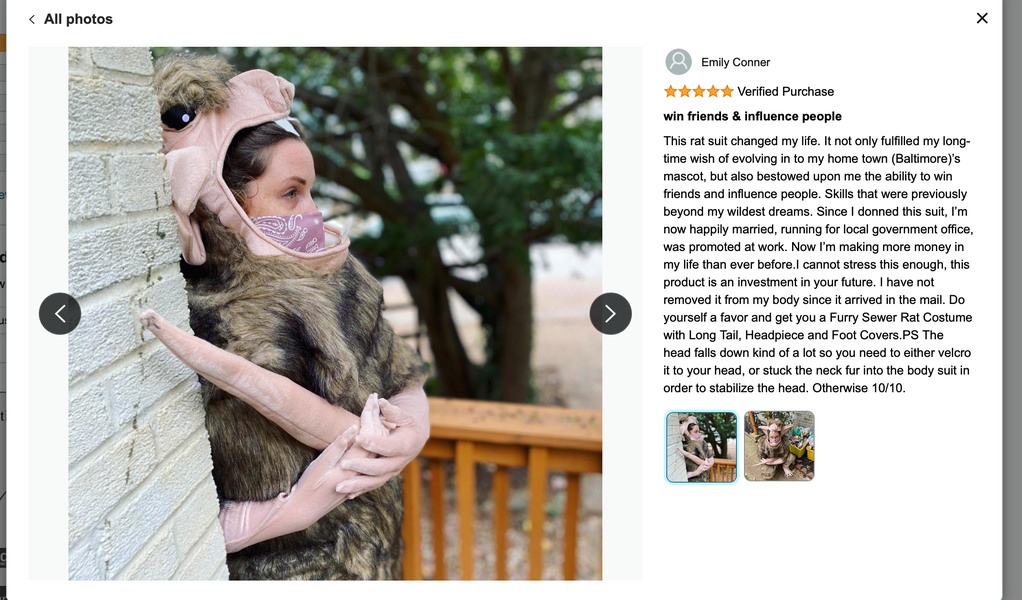 All photos
Emily Conner
Verified Purchase
win friends & influence people
This rat suit changed my life. It not only fulfilled my long-
time wish of evolving in to my home town (Baltimore)'s
mascot, but also bestowed upon me the ability to win
friends and influence people. Skills that were previously
beyond my wildest dreams. Since I donned this suit, I'm
now happily married, running for local government office,
was promoted at work. Now I'm making more money in
my life than ever before.I cannot stress this enough, this
product is an investment in your future. I have not
removed it from my body since it arrived in the mail. Do
yourself a favor and get you a Furry Sewer Rat Costume
with Long Tail, Headpiece and Foot Covers.PS The
head falls down kind of a lot so you need to either velcro
it to your head, or stuck the neck fur into the body suit in
order to stabilize the head. Otherwise 10/10.